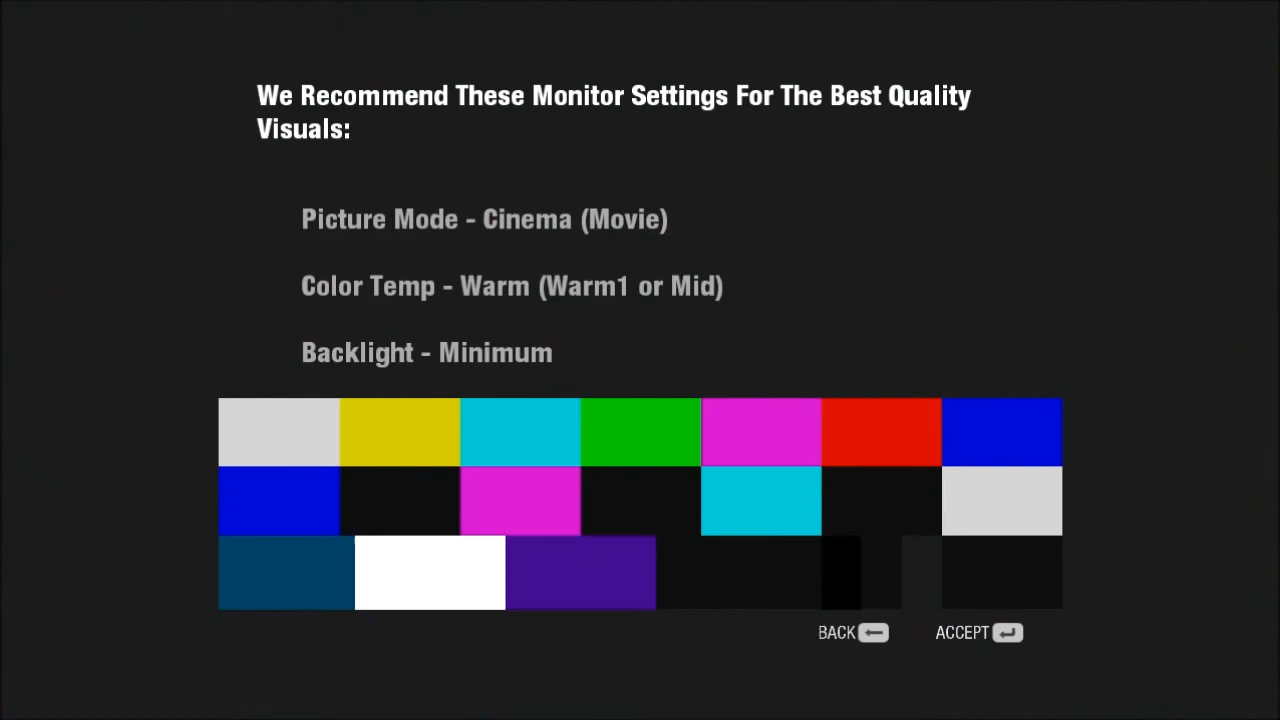 We Recommend These Monitor Settings For The Best Quality
Visuals:
Picture Mode - Cinema (Movie)
Color Temp - Warm (Warm1 or Mid)
Backlight - Minimum
BACK ACCEPT